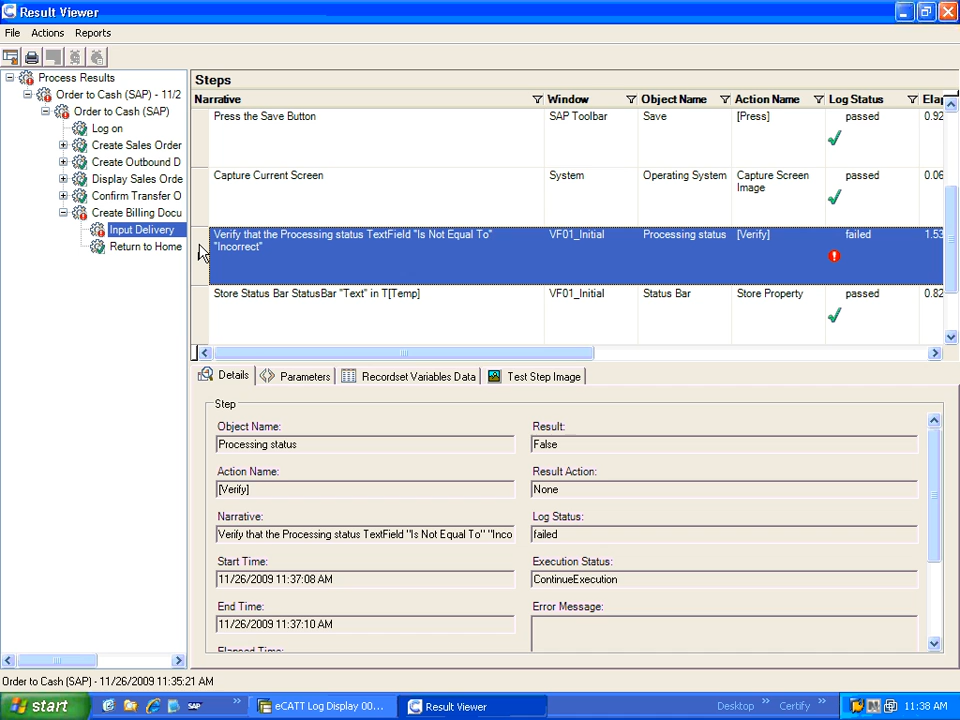 Result Viewer
File Actions Reports
Process Results
Order to Cash (SAP) - 11/2
Order to Cash (SAP)
Log on
Create Sales Order
Create Outbound D
Display Sales Orde
Confirm Transfer O
Create Billing Docu
Input Delivery
Return to Home
Steps
Narrative Window Object Name Action Name Log Status Elap
Press the Save Button SAP Toolbar Save [Press] passed 0.92
Capture Current Screen System Operating System Capture Screen passed 0.06
Image
Verify that the Processing status TextField "Is Not Equal To" VF01_Initial Processing status [Verify] failed 1.53
"Incorrect"
Store Status Bar StatusBar "Text" in T[Temp] VF01_Initial Status Bar Store Property passed 0.82
Details Parameters Recordset Variables Data Test Step Image
Step
Object Name: Result:
Processing status False
Action Name: Result Action:
[Verify] None
Narrative: Log Status:
Verify that the Processing status TextField "Is Not Equal To" "Inco failed
Start Time: Execution Status:
11/26/2009 11:37:08 AM ContinueExecution
End Time: Error Message:
11/26/2009 11:37:10 AM
Elapsed Time:
Order to Cash (SAP) - 11/26/2009 11:35:21 AM
start SAP » eCATT Log Display 00... Result Viewer Desktop » Certify » 11:38 AM